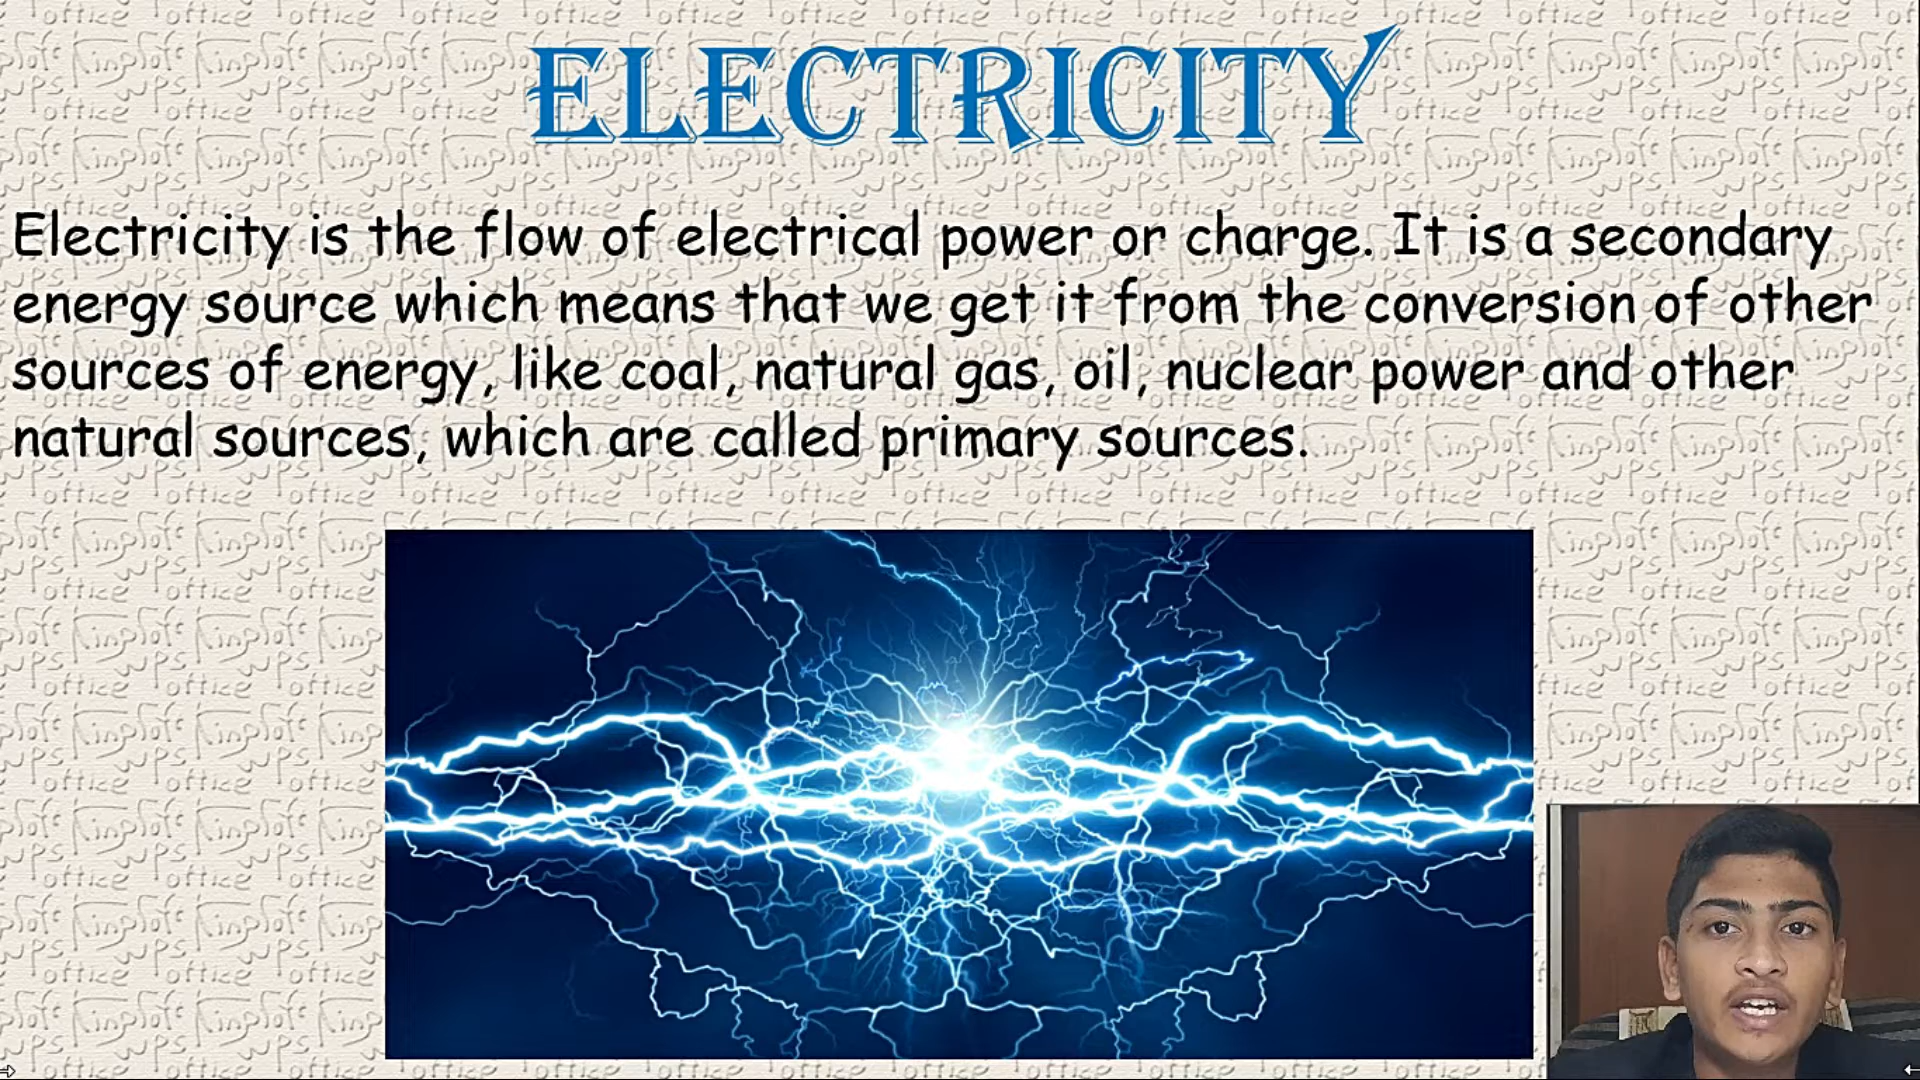 ELECTRICITY
Electricity is the flow of electrical power or charge. It is a secondary
energy source which means that we get it from the conversion of other
sources of energy, like coal, natural gas, oil, nuclear power and other
natural sources, which are called primary sources.